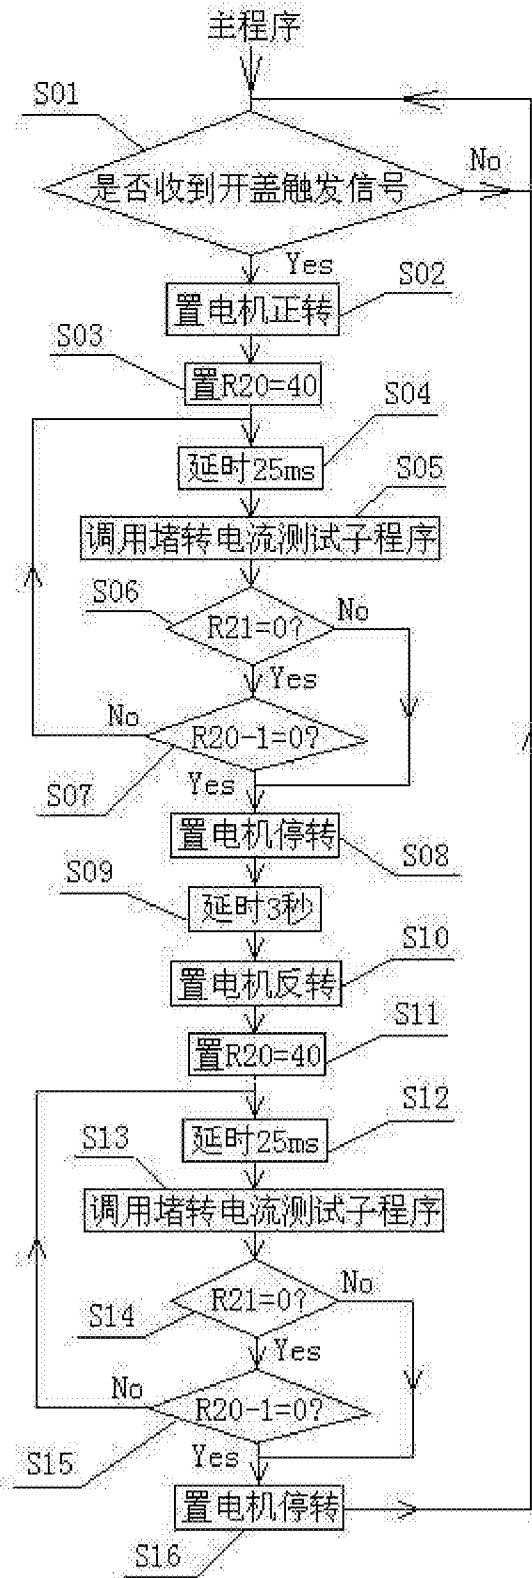 主程序
S01
是否收到开盖触发信号
No
Yes
S02
置电机正转
S03
置R20=40
S04
延时25ms
S05
调用堵转电流测试子程序
S06
R21=0?
No
Yes
No
R20-1=0?
S07
Yes
置电机停转
S08
S09
延时3秒
S10
置电机反转
S11
置R20=40
S12
延时25ms
S13
调用堵转电流测试子程序
No
R21=0?
S14
Yes
No
R20-1=0?
S15
Yes
置电机停转
S16